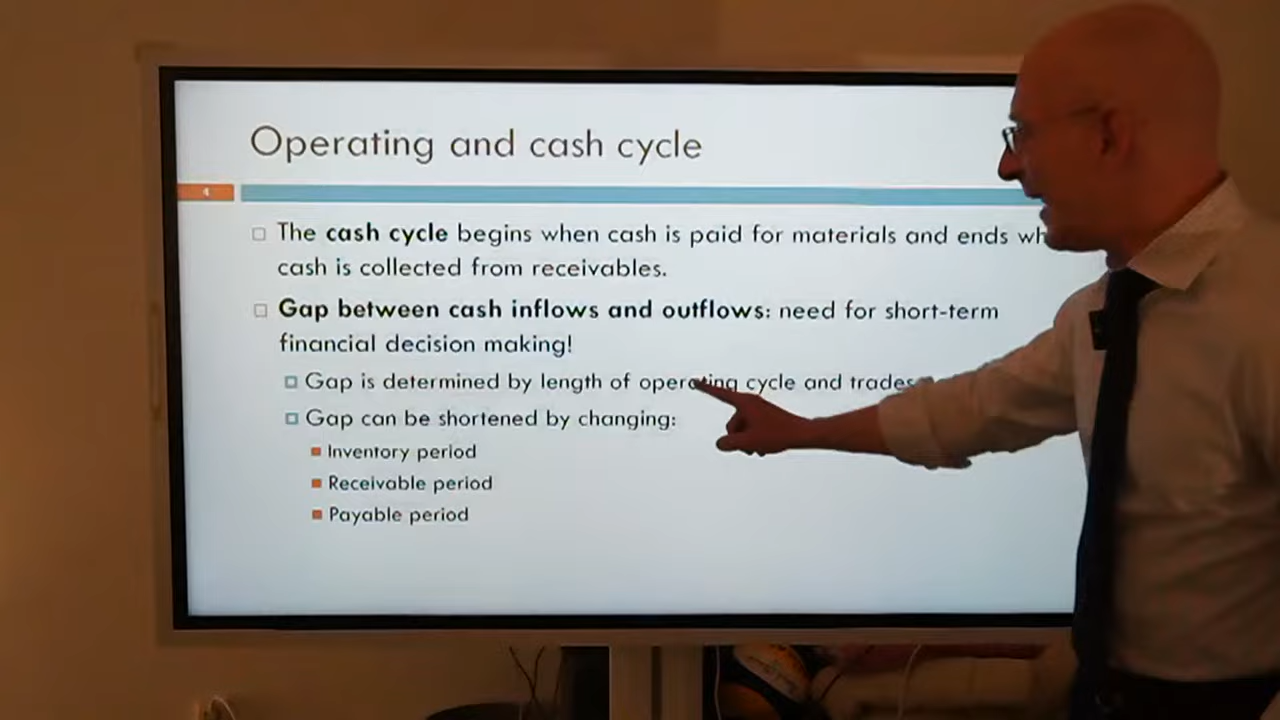 Operating and cash cycle
4
The cash cycle begins when cash is paid for materials and ends
cash is collected from receivables.
Gap between cash inflows and outflows: need for short-term
financial decision making!
Gap is determined by length of operating cycle and trades
Gap can be shortened by changing:
Inventory period
Receivable period
Payable period